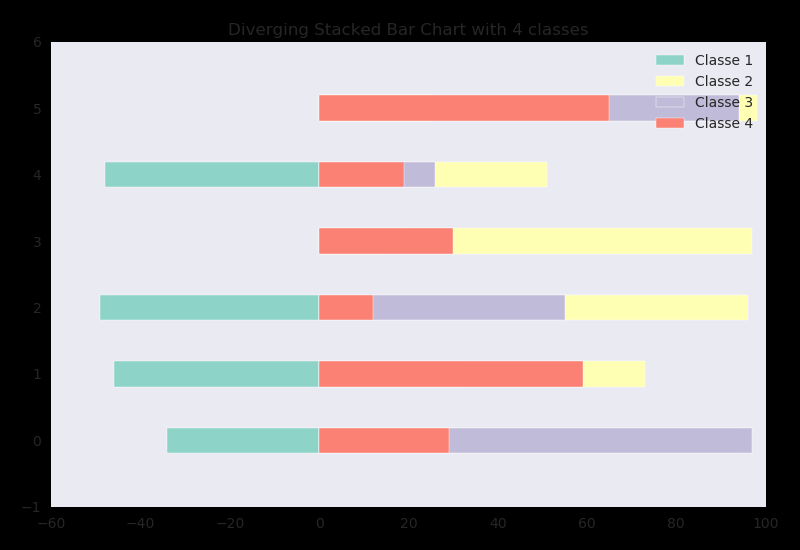 Diverging Stacked Bar Chart with 4 classes
6
5
4
3
2
1
0
−1
−60 −40 −20 0 20 40 60 80 100
Classe 1
Classe 2
Classe 3
Classe 4